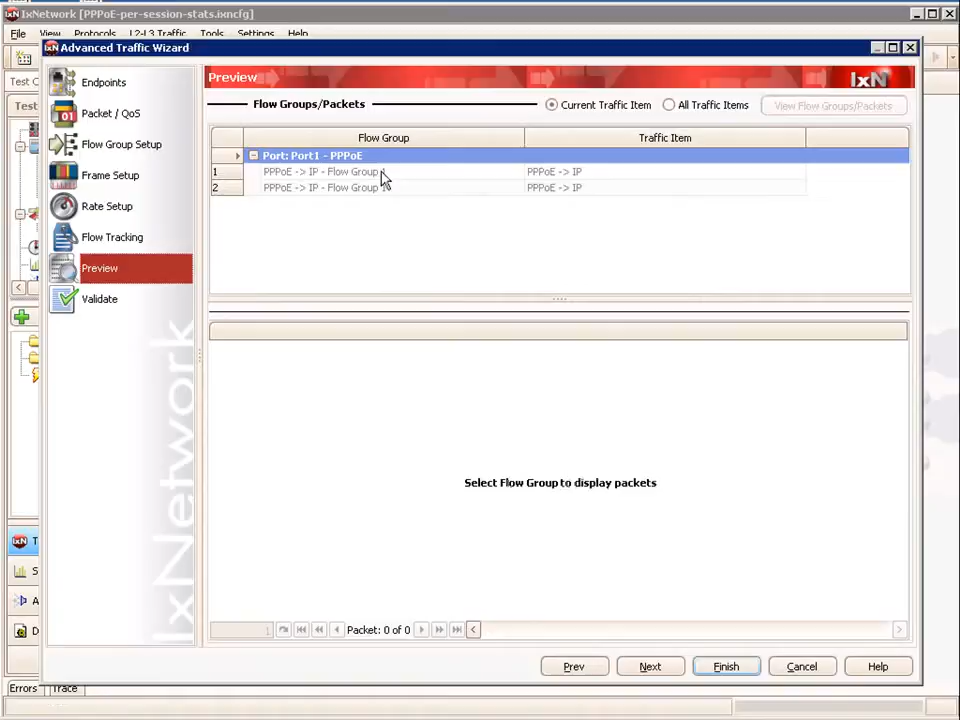 IxNetwork [PPPoE-per-session-stats.ixncfg]
File View Protocols L2-L3 Traffic Tools Settings Help
Advanced Traffic Wizard
Test C
Test
Endpoints
Packet / QoS
Flow Group Setup
Frame Setup
Rate Setup
Flow Tracking
Preview
Validate
IxNetwork
Preview
IxN
Flow Groups/Packets
Current Traffic Item
All Traffic Items
View Flow Groups/Packets
Flow Group Traffic Item
Port: Port1 - PPPoE
1 PPPoE -> IP - Flow Group PPPoE -> IP
2 PPPoE -> IP - Flow Group PPPoE -> IP
Select Flow Group to display packets
1 Packet: 0 of 0
T
S
A
D
Prev Next Finish Cancel Help
Errors Trace